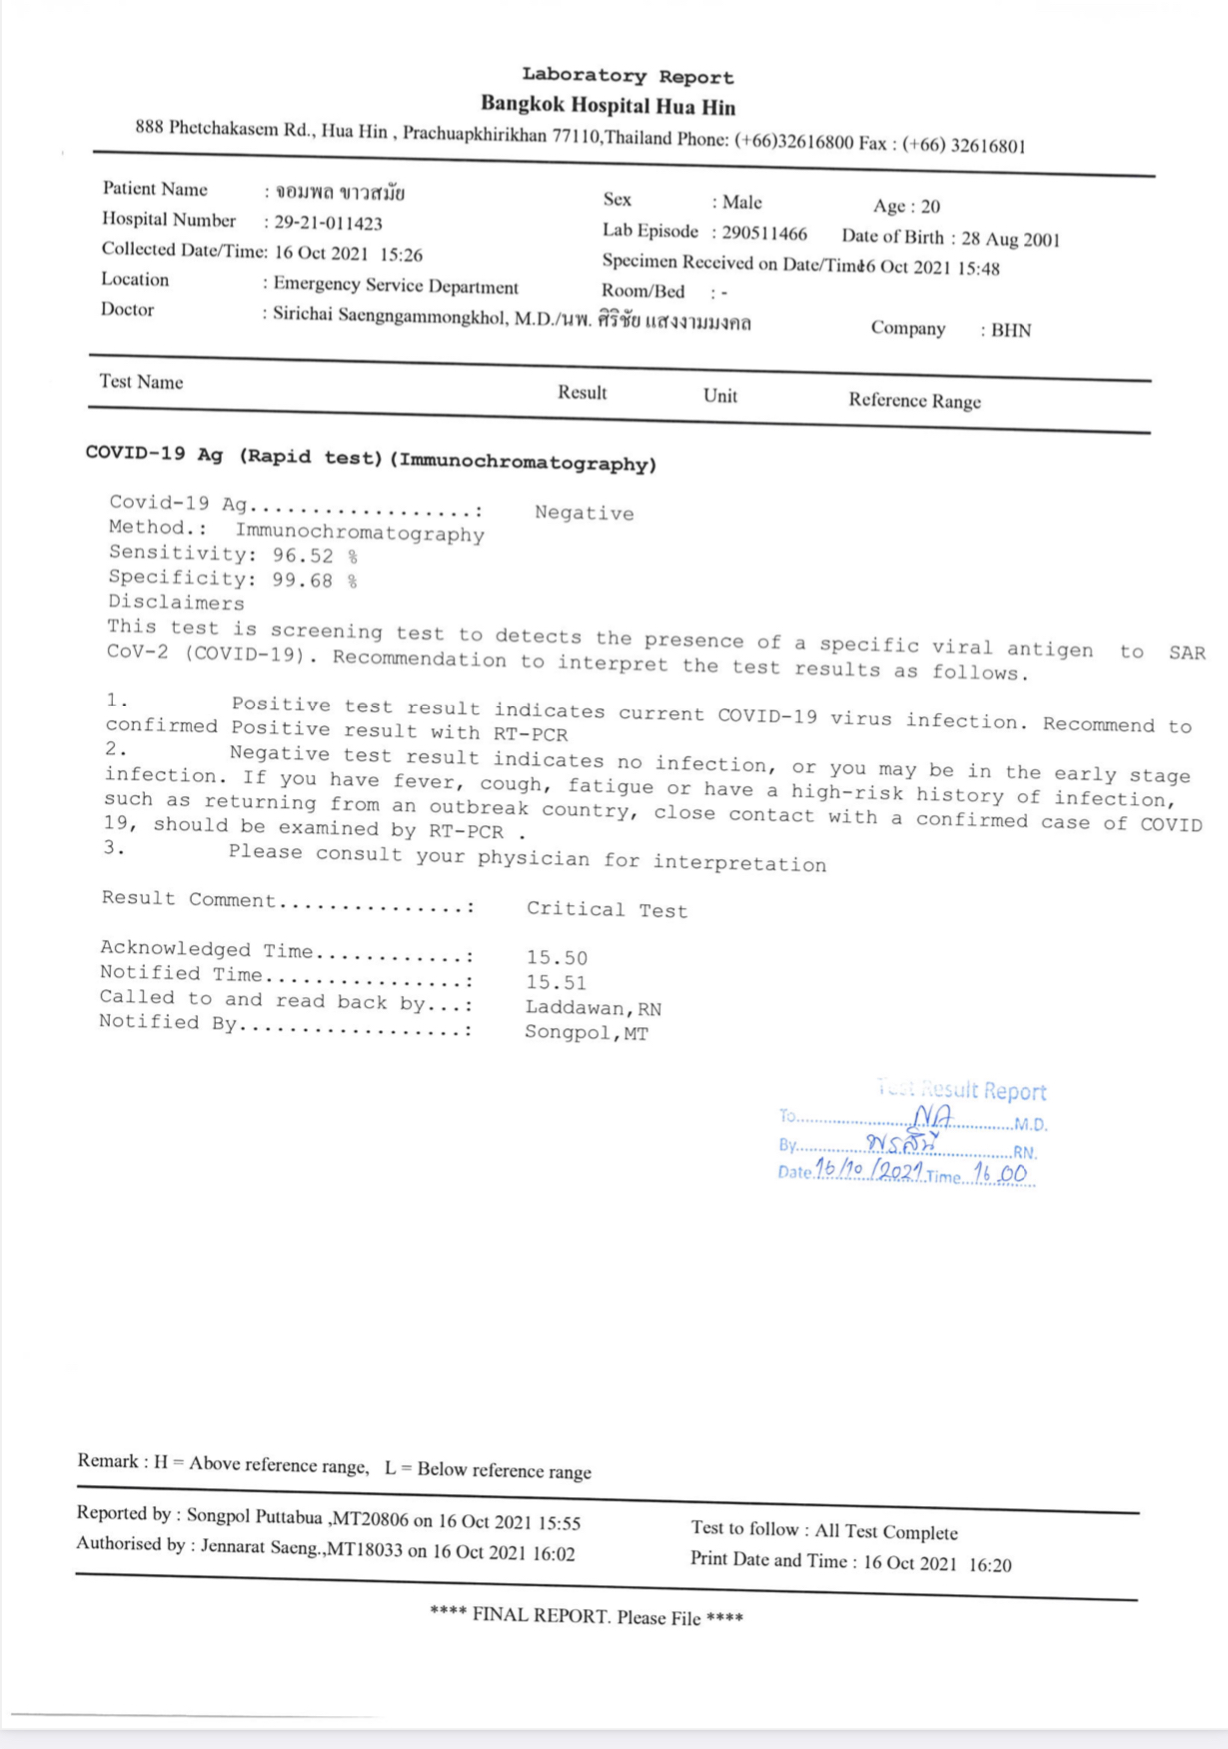 Laboratory Report
Bangkok Hospital Hua Hin
888 Phetchakasem Rd., Hua Hin , Prachuapkhirikhan 77110,Thailand Phone: (+66)32616800 Fax : (+66) 32616801
Patient Name : จอมพล ขาวสมัย Sex : Male Age : 20
Hospital Number : 29-21-011423 Lab Episode : 290511466 Date of Birth : 28 Aug 2001
Collected Date/Time: 16 Oct 2021 15:26 Specimen Received on Date/Time 16 Oct 2021 15:48
Location : Emergency Service Department Room/Bed : -
Doctor : Sirichai Saengngammongkhol, M.D./นพ. ศิริชัย แสงงามมงคล Company : BHN
Test Name Result Unit Reference Range
COVID-19 Ag (Rapid test) (Immunochromatography)
Covid-19 Ag..................: Negative
Method.: Immunochromatography
Sensitivity: 96.52 %
Specificity: 99.68 %
Disclaimers
This test is screening test to detects the presence of a specific viral antigen to SAR
CoV-2 (COVID-19). Recommendation to interpret the test results as follows.
1. Positive test result indicates current COVID-19 virus infection. Recommend to
confirmed Positive result with RT-PCR
2. Negative test result indicates no infection, or you may be in the early stage
infection. If you have fever, cough, fatigue or have a high-risk history of infection,
such as returning from an outbreak country, close contact with a confirmed case of COVID
19, should be examined by RT-PCR .
3. Please consult your physician for interpretation
Result Comment...............: Critical Test
Acknowledged Time............: 15.50
Notified Time................: 15.51
Called to and read back by...: Laddawan,RN
Notified By..................: Songpol,MT
Test Result Report
To....................NA....................M.D.
By....................พรสินี....................RN.
Date 16/10/2021 Time 16.00
Remark : H = Above reference range, L = Below reference range
Reported by : Songpol Puttabua ,MT20806 on 16 Oct 2021 15:55 Test to follow : All Test Complete
Authorised by : Jennarat Saeng.,MT18033 on 16 Oct 2021 16:02 Print Date and Time : 16 Oct 2021 16:20
**** FINAL REPORT. Please File ****